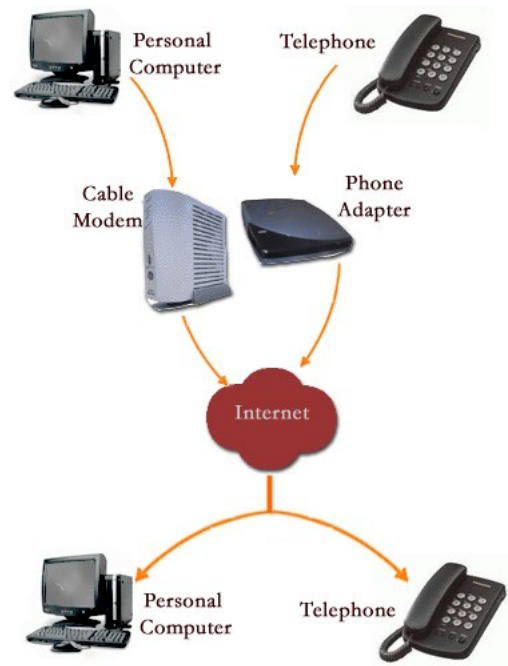 Personal
Computer
Telephone
Cable
Modem
Phone
Adapter
Internet
Personal
Computer
Telephone